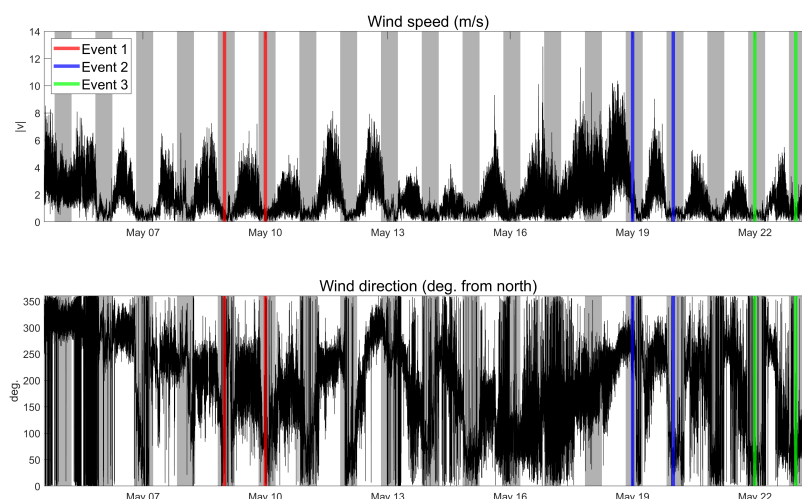 Wind speed (m/s)
14
12
10
8
6
4
2
0
|v|
Event 1
Event 2
Event 3
May 07
May 10
May 13
May 16
May 19
May 22
Wind direction (deg. from north)
350
300
250
200
150
100
50
0
deg.
May 07
May 10
May 13
May 16
May 19
May 22